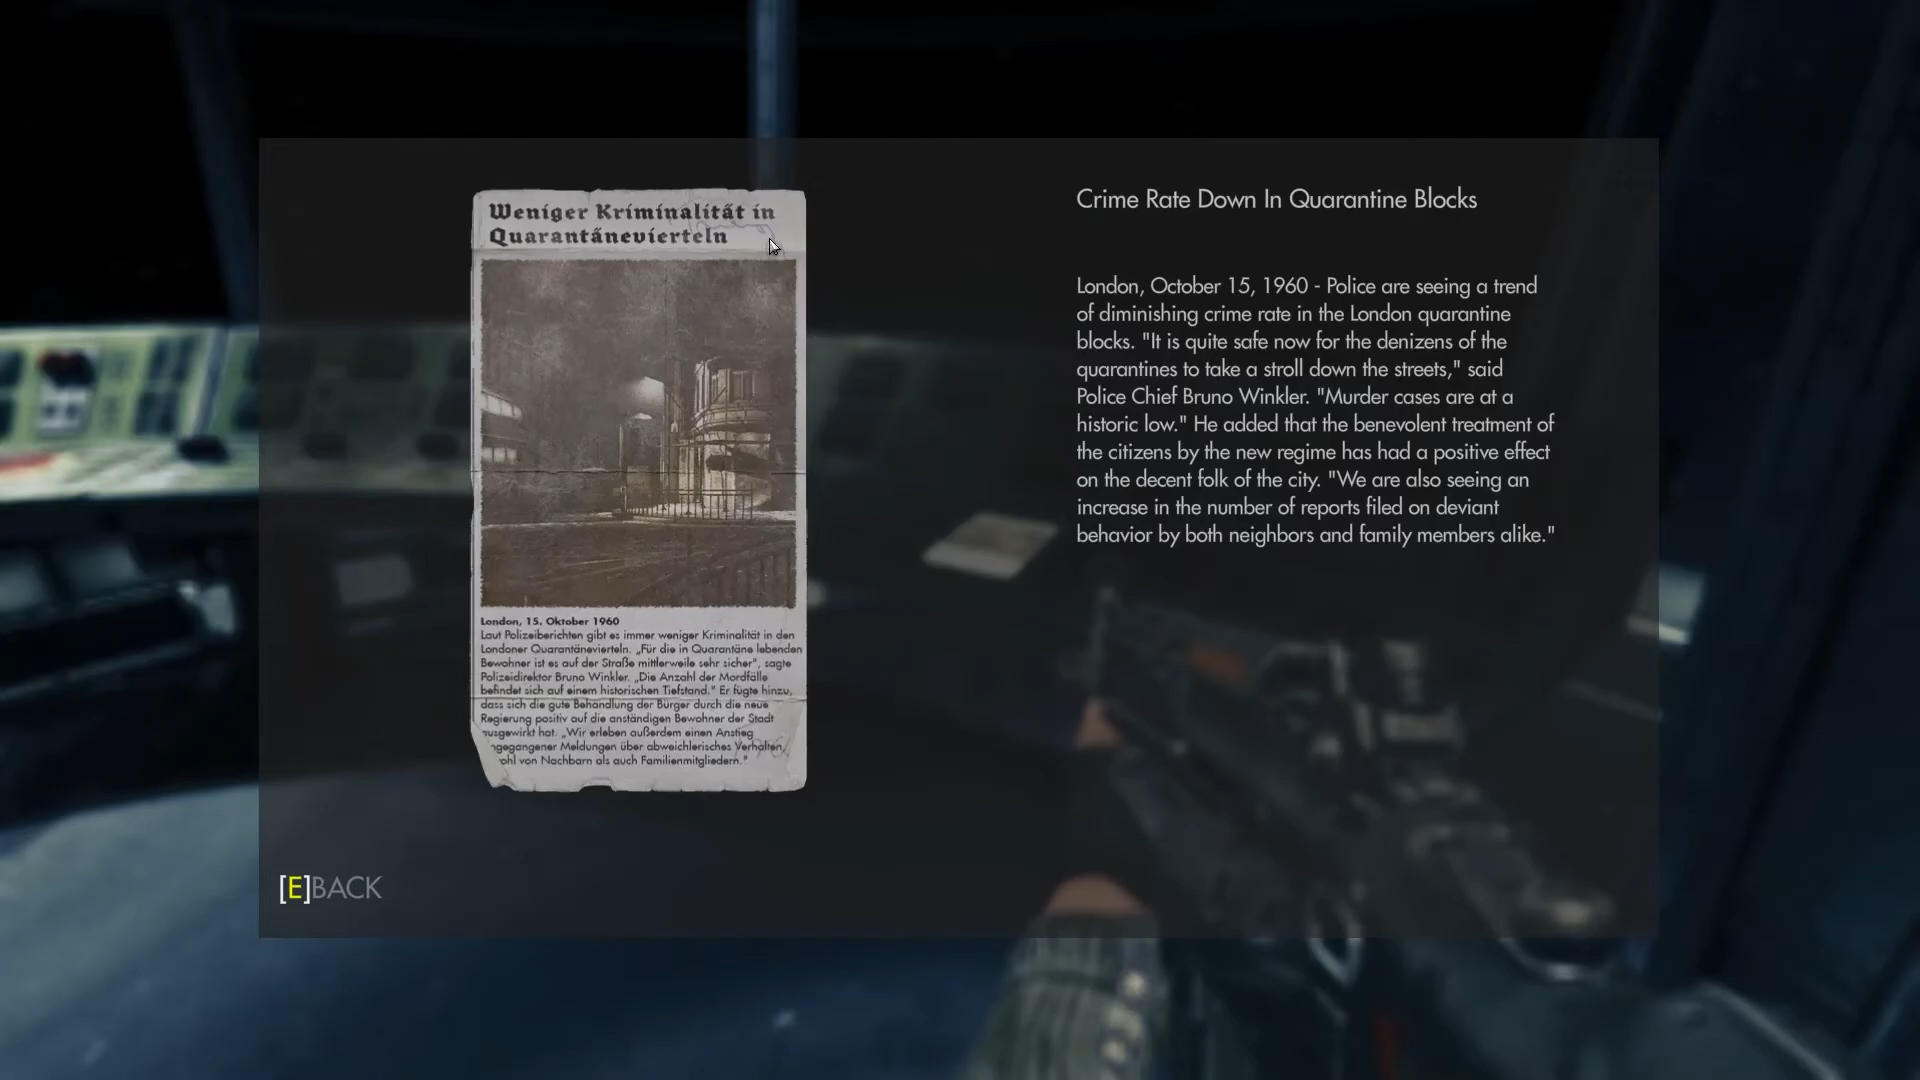 Weniger Kriminalität in
Quarantänevierteln
London, 15. Oktober 1960
Laut Polizeiberichten gibt es immer weniger Kriminalität in den
Londoner Quarantänevierteln. „Für die in Quarantäne lebenden
Bewohner ist es auf der Straße mittlerweile sehr sicher", sagte
Polizeidirektor Bruno Winkler. „Die Anzahl der Mordfälle
befindet sich auf einem historischen Tiefstand." Er fügte hinzu,
dass sich die gute Behandlung der Bürger durch die neue
Regierung positiv auf die anständigen Bewohner der Stadt
ausgewirkt hat. „Wir erleben außerdem einen Anstieg
Meldungen über abweichlerisches Verhalten,
von Nachbarn als auch Familienmitgliedern."
Crime Rate Down In Quarantine Blocks
London, October 15, 1960 - Police are seeing a trend
of diminishing crime rate in the London quarantine
blocks. "It is quite safe now for the denizens of the
quarantines to take a stroll down the streets," said
Police Chief Bruno Winkler. "Murder cases are at a
historic low." He added that the benevolent treatment of
the citizens by the new regime has had a positive effect
on the decent folk of the city. "We are also seeing an
increase in the number of reports filed on deviant
behavior by both neighbors and family members alike."
[E]BACK